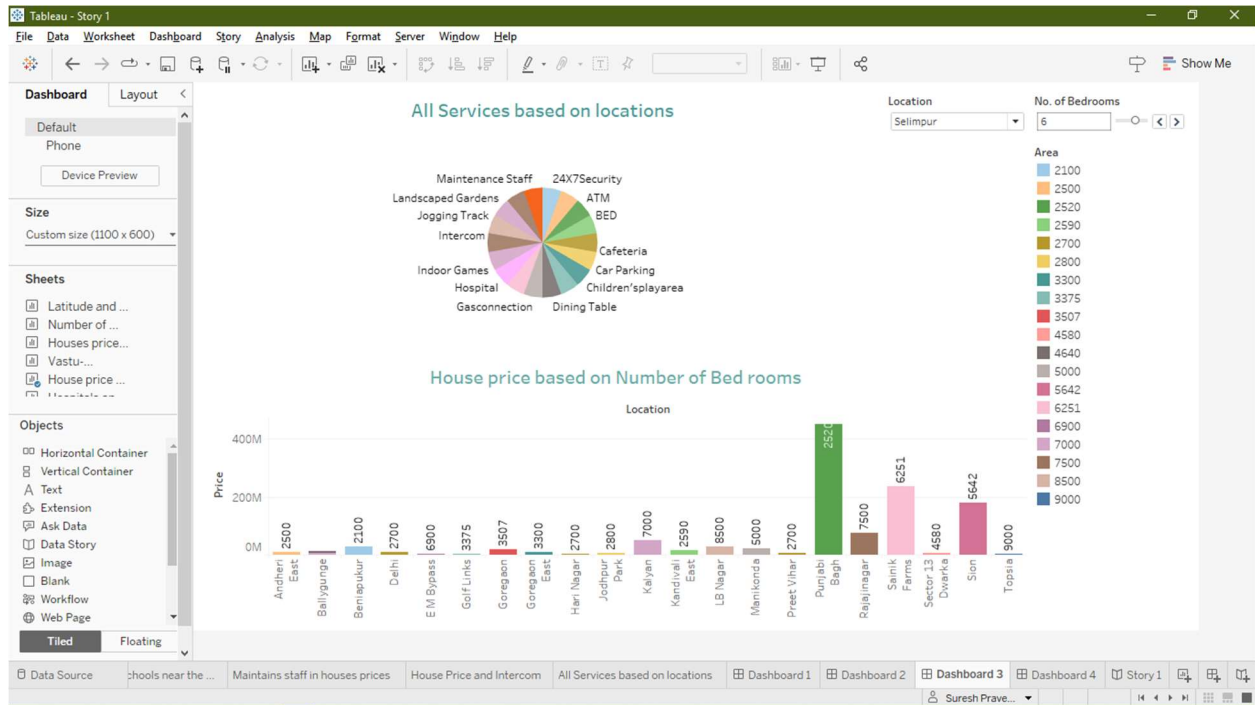 Tableau - Story 1
File Data Worksheet Dashboard Story Analysis Map Format Server Window Help
Show Me
Dashboard Layout
Default
Phone
Device Preview
Size
Custom size (1100 x 600)
Sheets
Latitude and ...
Number of ...
Houses price...
Vastu-...
House price ...
Objects
Horizontal Container
Vertical Container
Text
Extension
Ask Data
Data Story
Image
Blank
Workflow
Web Page
Tiled Floating
All Services based on locations
Maintenance Staff
24X7Security
Landscaped Gardens
ATM
Jogging Track
BED
Intercom
Cafeteria
Indoor Games
Car Parking
Hospital
Children'splayarea
Gasconnection
Dining Table
Location
Selimpur
No. of Bedrooms
6
Area
2100
2500
2520
2590
2700
2800
3300
3375
3507
4580
4640
5000
5642
6251
6900
7000
7500
8500
9000
House price based on Number of Bed rooms
Location
Price
400M
200M
0M
2500
2100
2700
6900
3375
3507
3300
2700
2800
7000
2590
8500
5000
2700
2520
7500
6251
4580
5642
9000
Andheri
East
Ballygunge
Beniapukur
Delhi
E M Bypass
Golf Links
Goregaon
Goregaon
East
Hari Nagar
Jodhpur
Park
Kalyan
Kandivali
East
LB Nagar
Manikonda
Preet Vihar
Punjabi
Bagh
Rajajinagar
Sainik
Farms
Sector 13
Dwarka
Sion
Topsia
Data Source
chools near the ...
Maintains staff in houses prices
House Price and Intercom
All Services based on locations
Dashboard 1
Dashboard 2
Dashboard 3
Dashboard 4
Story 1
Suresh Prave...